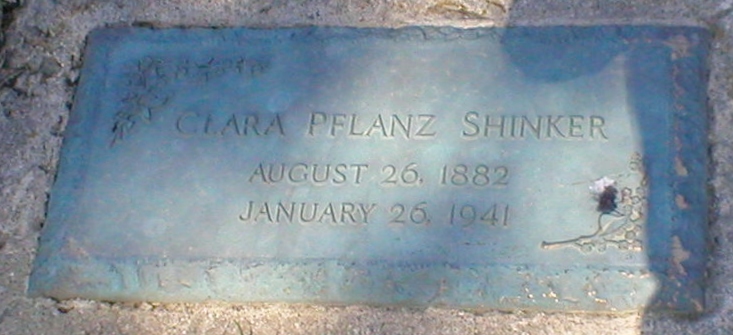 CLARA PFLANZ SHINKER
AUGUST 26, 1882
JANUARY 26, 1941